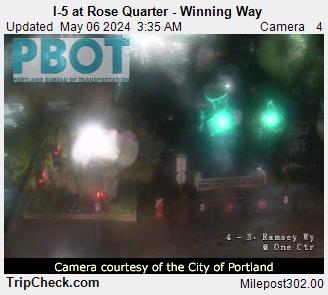 I-5 at Rose Quarter - Winning Way
Updated May 06 2024 3:35 AM Camera 4
PBOT
PORTLAND BUREAU OF TRANSPORTATION
4 - N. Ramsey Wy
@ One Ctr
Camera courtesy of the City of Portland
TripCheck.com Milepost302.00